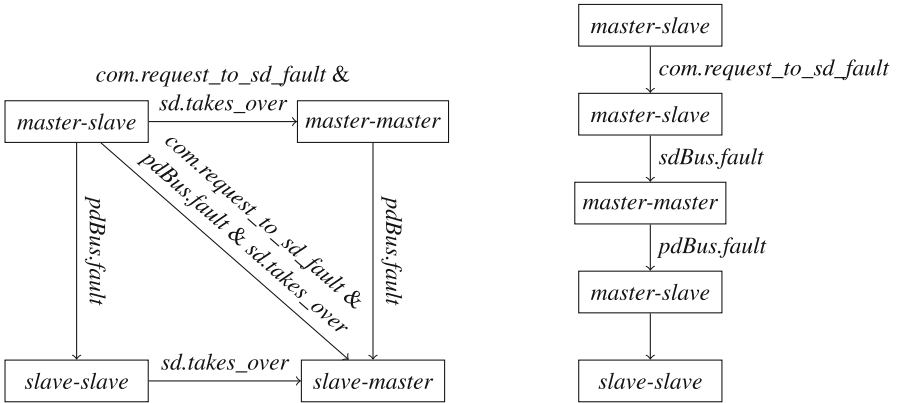 com.request_to_sd_fault &
sd.takes_over
master-slave
master-master
pdBus.fault
com.request_to_sd_fault &
pdBus.fault & sd.takes_over
pdBus.fault
slave-slave
sd.takes_over
slave-master
master-slave
com.request_to_sd_fault
master-slave
sdBus.fault
master-master
pdBus.fault
master-slave
slave-slave